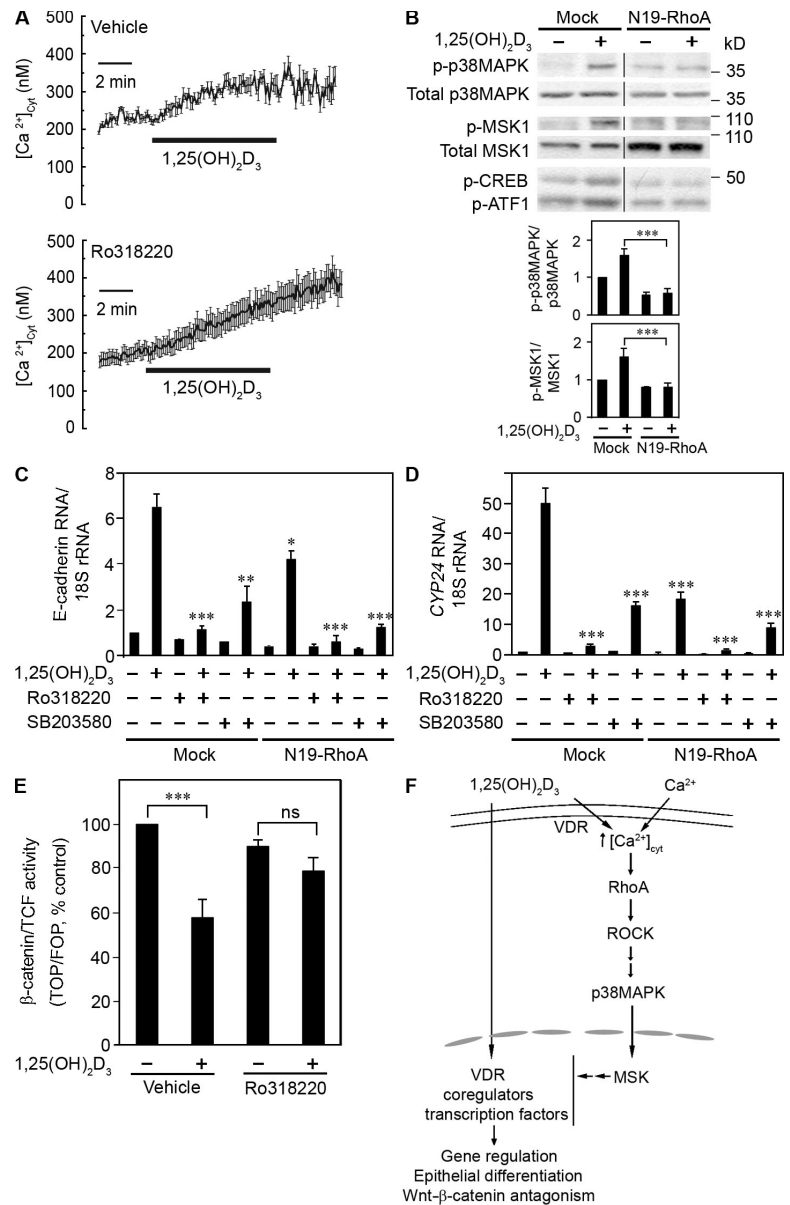 A
Vehicle
500
400
300
200
100
0
[Ca 2+]Cyt (nM)
2 min
1,25(OH)2D3
Ro318220
500
400
300
200
100
0
[Ca 2+]Cyt (nM)
2 min
1,25(OH)2D3
B
Mock N19-RhoA
1,25(OH)2D3 − + − + kD
p-p38MAPK
35
Total p38MAPK
35
p-MSK1
110
110
Total MSK1
p-CREB
50
p-ATF1
p-p38MAPK/
p38MAPK
2
1
0
***
p-MSK1/
MSK1
2
1
0
***
1,25(OH)2D3 − + − +
Mock N19-RhoA
C
E-cadherin RNA/
18S rRNA
8
6
4
2
0
*** ** * *** ***
1,25(OH)2D3 − + − + − + − + − + − +
Ro318220 − − + + − − − − + + − −
SB203580 − − − − + + − − − − + +
Mock N19-RhoA
D
CYP24 RNA/
18S rRNA
50
40
30
20
10
0
*** *** *** *** ***
1,25(OH)2D3 − + − + − + − + − + − +
Ro318220 − − + + − − − − + + − −
SB203580 − − − − + + − − − − + +
Mock N19-RhoA
E
β-catenin/TCF activity
(TOP/FOP, % control)
100
80
60
40
20
0
***
ns
1,25(OH)2D3 − + − +
Vehicle Ro318220
F
1,25(OH)2D3 Ca2+
VDR
↑[Ca2+]cyt
RhoA
ROCK
p38MAPK
VDR
coregulators
transcription factors
MSK
Gene regulation
Epithelial differentiation
Wnt-β-catenin antagonism